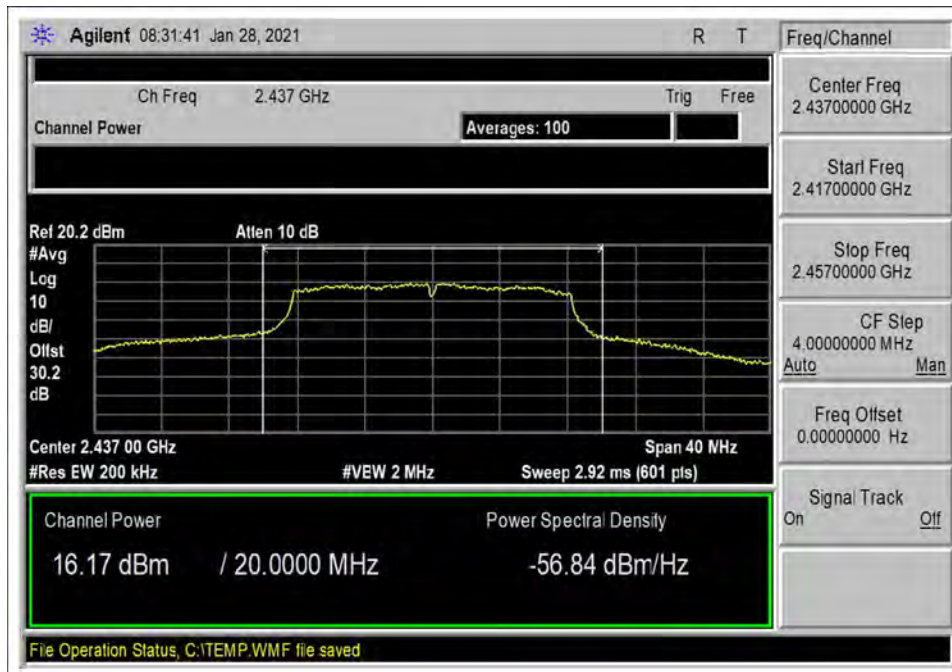 Agilent 08:31:41 Jan 28, 2021 R T
Freq/Channel
Ch Freq 2.437 GHz Trig Free
Channel Power Averages: 100
Center Freq
2.43700000 GHz
Start Freq
2.41700000 GHz
Stop Freq
2.45700000 GHz
CF Step
4.00000000 MHz
Auto Man
Freq Offset
0.00000000 Hz
Signal Track
On Off
Ref 20.2 dBm Atten 10 dB
#Avg
Log
10
dB/
Offst
30.2
dB
Center 2.437 00 GHz Span 40 MHz
#Res BW 200 kHz #VBW 2 MHz Sweep 2.92 ms (601 pts)
Channel Power Power Spectral Density
16.17 dBm / 20.0000 MHz -56.84 dBm/Hz
File Operation Status, C:\TEMP.WMF file saved